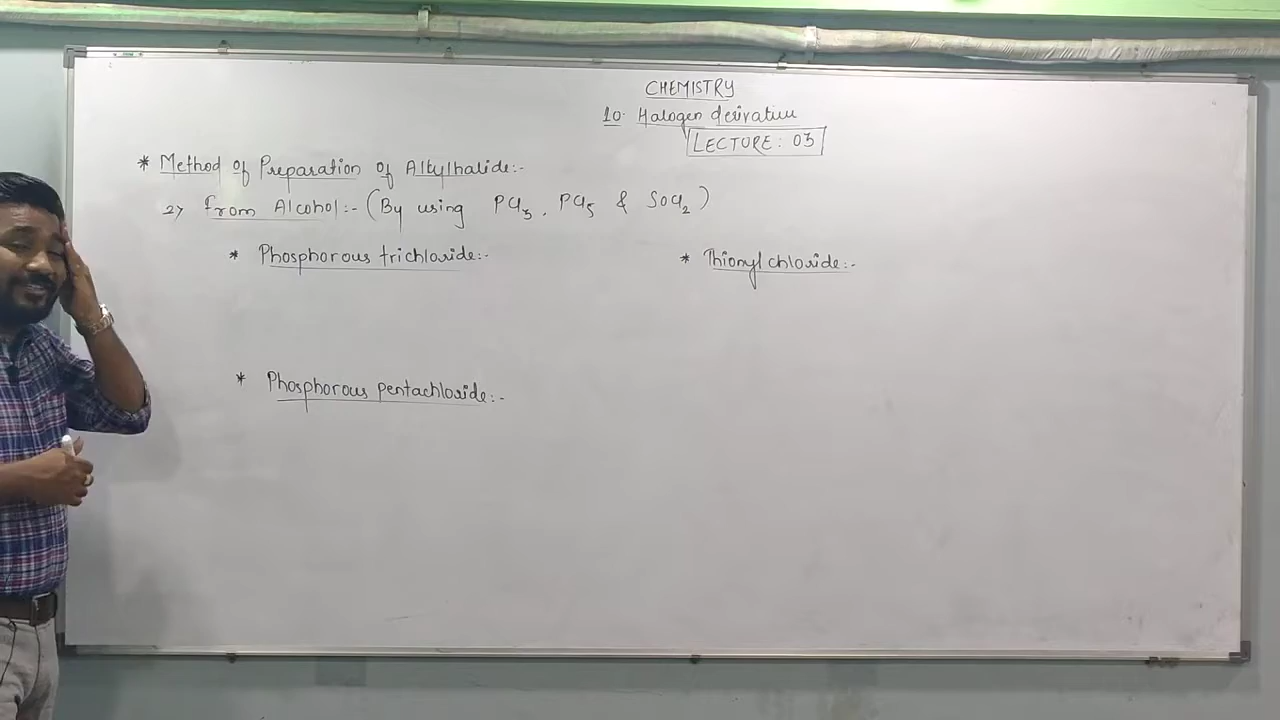 CHEMISTRY
10. Halogen derivative
LECTURE: 03
* Method of Preparation of Alkylhalide:-
2) from Alcohol:- (By using PCl₃, PCl₅ & SOCl₂)
* Phosphorous trichloride:-
* Thionyl chloride:-
* Phosphorous pentachloride:-